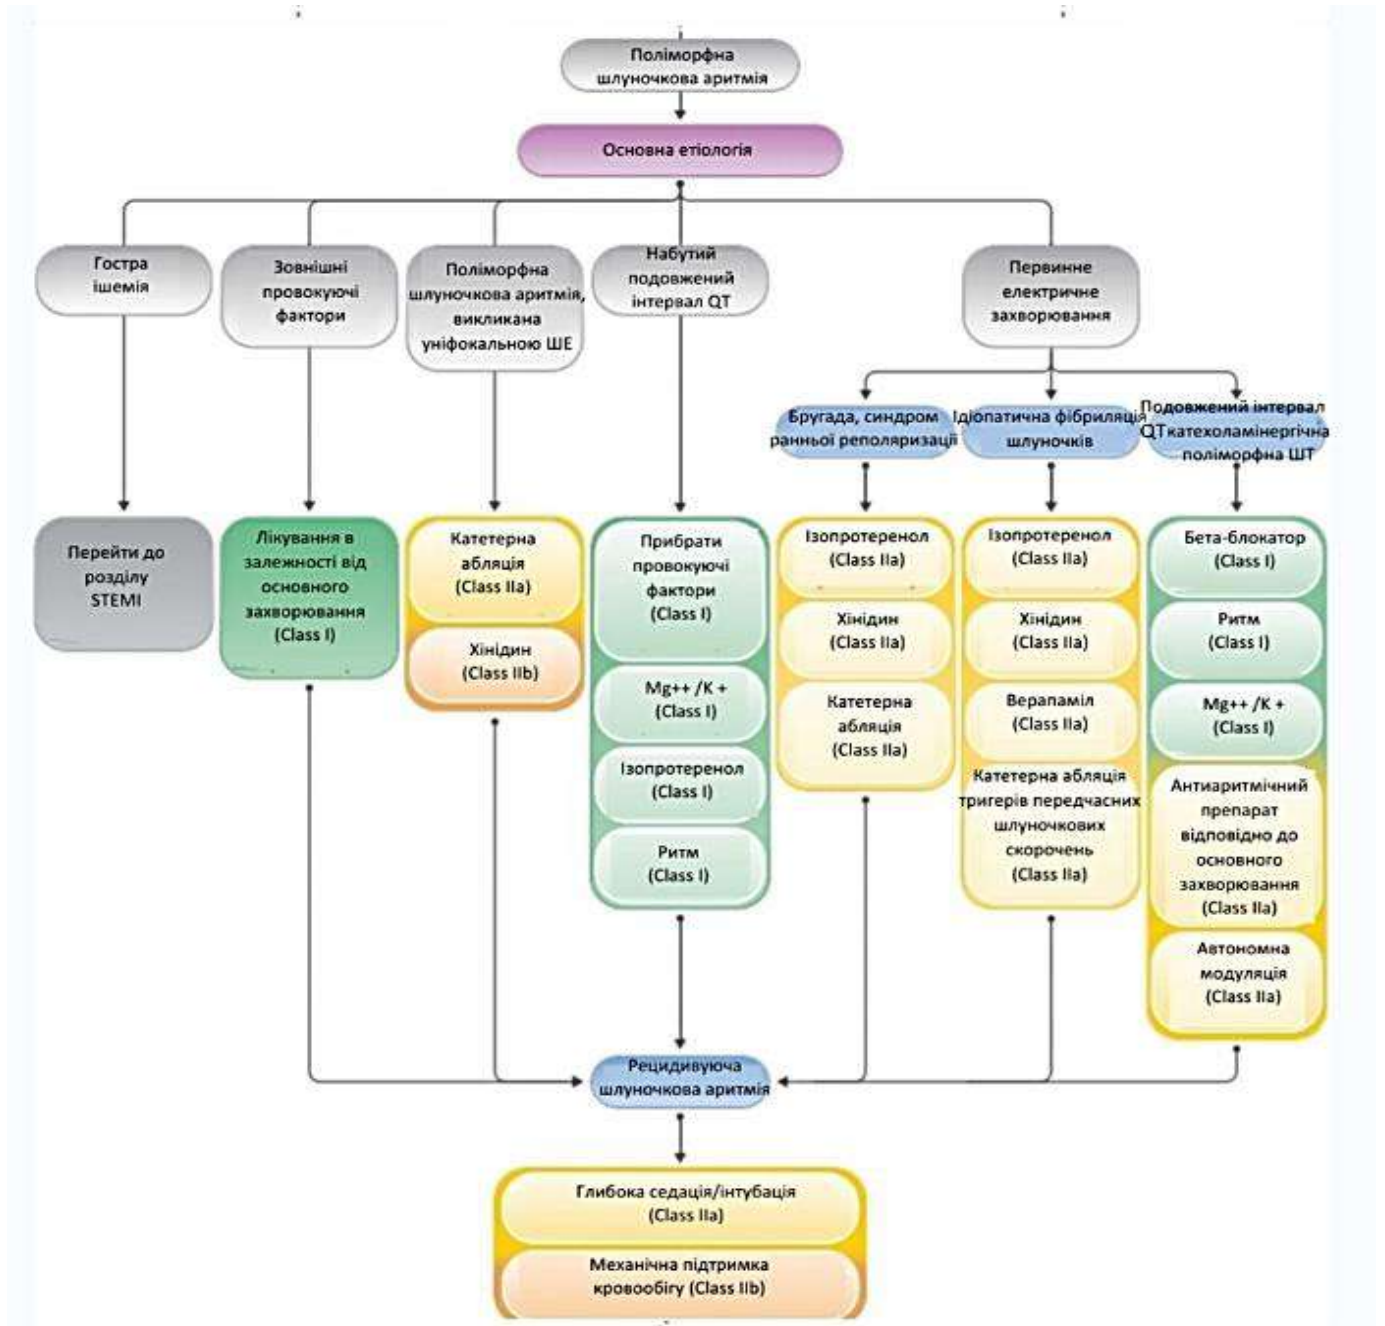 Поліморфна
шлуночкова аритмія
Основна етіологія
Гостра
ішемія
Зовнішні
провокуючі
фактори
Поліморфна
шлуночкова аритмія,
викликана
уніфокальною ШЕ
Набутий
подовжений
інтервал QT
Первинне
електричне
захворювання
Бругада, синдром
ранньої реполяризації
Ідіопатична фібриляція
шлуночків
Подовжений інтервал
QT катехоламінергічна
поліморфна ШТ
Перейти до
розділу
STEMI
Лікування в
залежності від
основного
захворювання
(Class I)
Катетерна
абляція
(Class IIa)
Хінідин
(Class IIb)
Прибрати
провокуючі
фактори
(Class I)
Mg++ /K +
(Class I)
Ізопротеренол
(Class I)
Ритм
(Class I)
Ізопротеренол
(Class IIa)
Хінідин
(Class IIa)
Катетерна
абляція
(Class IIa)
Ізопротеренол
(Class IIa)
Хінідин
(Class IIa)
Верапаміл
(Class IIa)
Катетерна абляція
тригерів передчасних
шлуночкових
скорочень
(Class IIa)
Бета-блокатор
(Class I)
Ритм
(Class I)
Mg++ /K +
(Class I)
Антиаритмічний
препарат
відповідно до
основного
захворювання
(Class IIa)
Автономна
модуляція
(Class IIa)
Рецидивуюча
шлуночкова аритмія
Глибока седація/інтубація
(Class IIa)
Механічна підтримка
кровообігу (Class IIb)